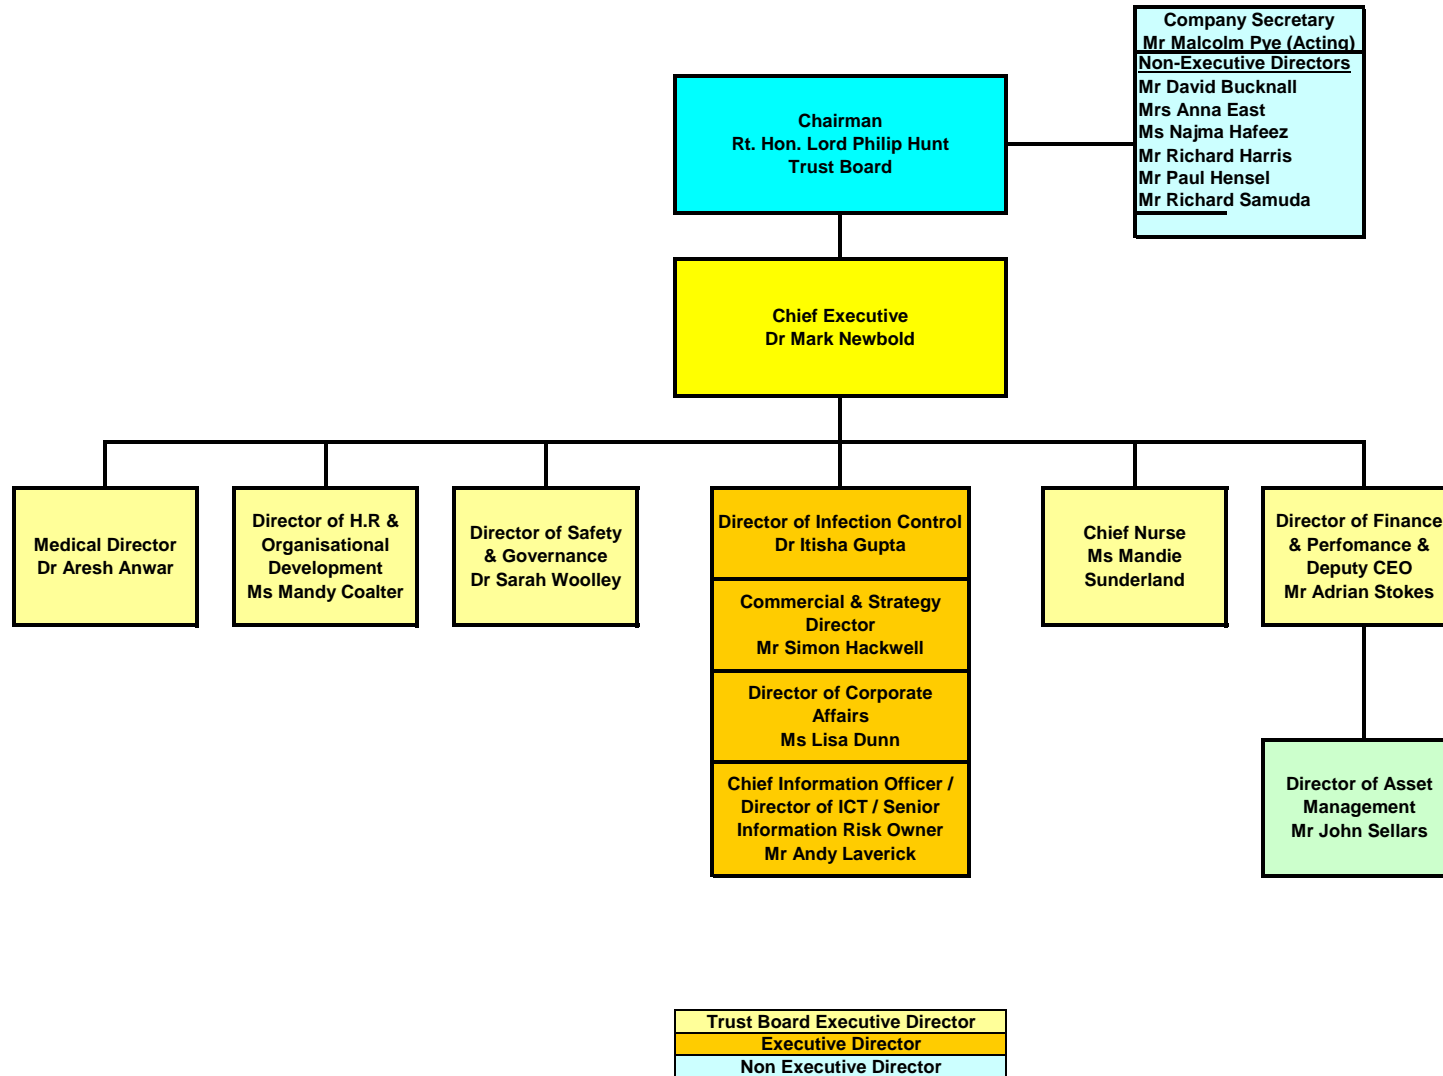 Company Secretary
Mr Malcolm Pye (Acting)
Non-Executive Directors
Mr David Bucknall
Mrs Anna East
Ms Najma Hafeez
Mr Richard Harris
Mr Paul Hensel
Mr Richard Samuda
Chairman
Rt. Hon. Lord Philip Hunt
Trust Board
Chief Executive
Dr Mark Newbold
Medical Director
Dr Aresh Anwar
Director of H.R &
Organisational
Development
Ms Mandy Coalter
Director of Safety
& Governance
Dr Sarah Woolley
Director of Infection Control
Dr Itisha Gupta
Commercial & Strategy
Director
Mr Simon Hackwell
Director of Corporate
Affairs
Ms Lisa Dunn
Chief Information Officer /
Director of ICT / Senior
Information Risk Owner
Mr Andy Laverick
Chief Nurse
Ms Mandie
Sunderland
Director of Finance
& Perfomance &
Deputy CEO
Mr Adrian Stokes
Director of Asset
Management
Mr John Sellars
Trust Board Executive Director
Executive Director
Non Executive Director